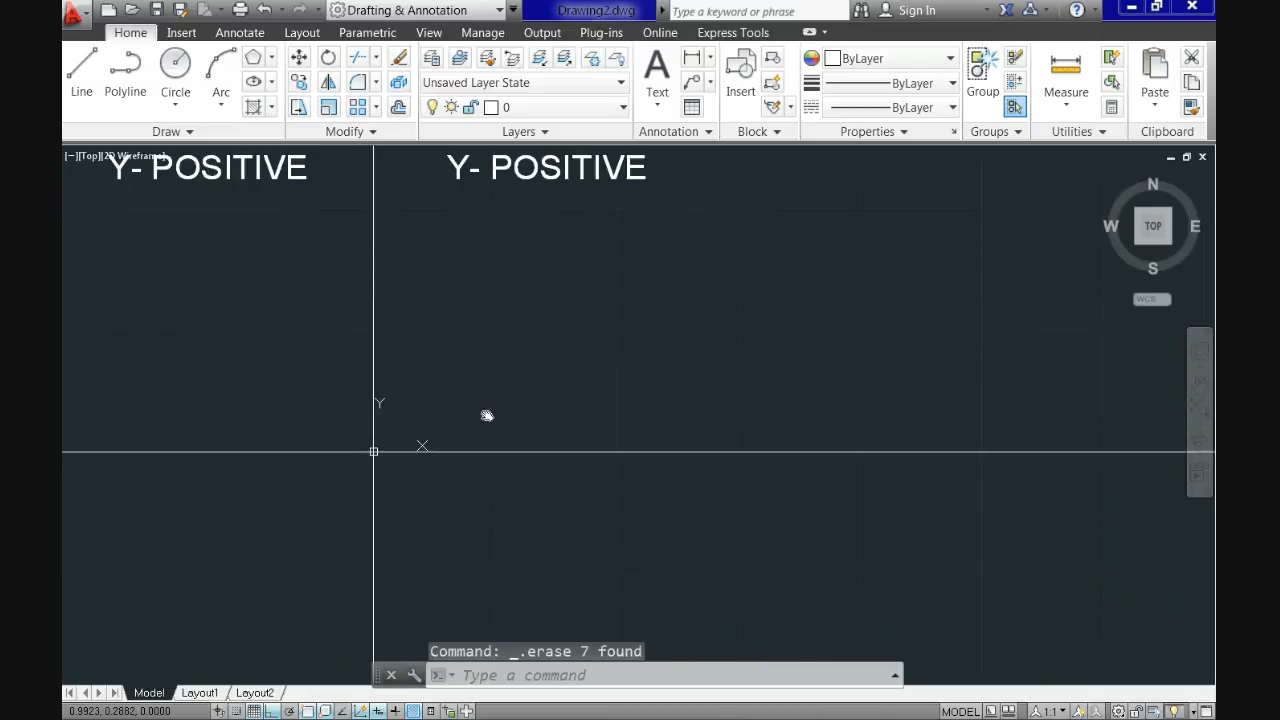 Drafting & Annotation
Drawing2.dwg
Type a keyword or phrase
Sign In
Home Insert Annotate Layout Parametric View Manage Output Plug-ins Online Express Tools
Line
Polyline
Circle
Arc
Unsaved Layer State
0
Text
Insert
ByLayer
ByLayer
ByLayer
Group
Measure
Paste
Draw
Modify
Layers
Annotation
Block
Properties
Groups
Utilities
Clipboard
[−][Top][2D Wireframe]
Y- POSITIVE
Y- POSITIVE
N
W
TOP
E
S
WCS
Y
X
Command: _.erase 7 found
Type a command
Model Layout1 Layout2
0.9923, 0.2882, 0.0000
MODEL
1:1